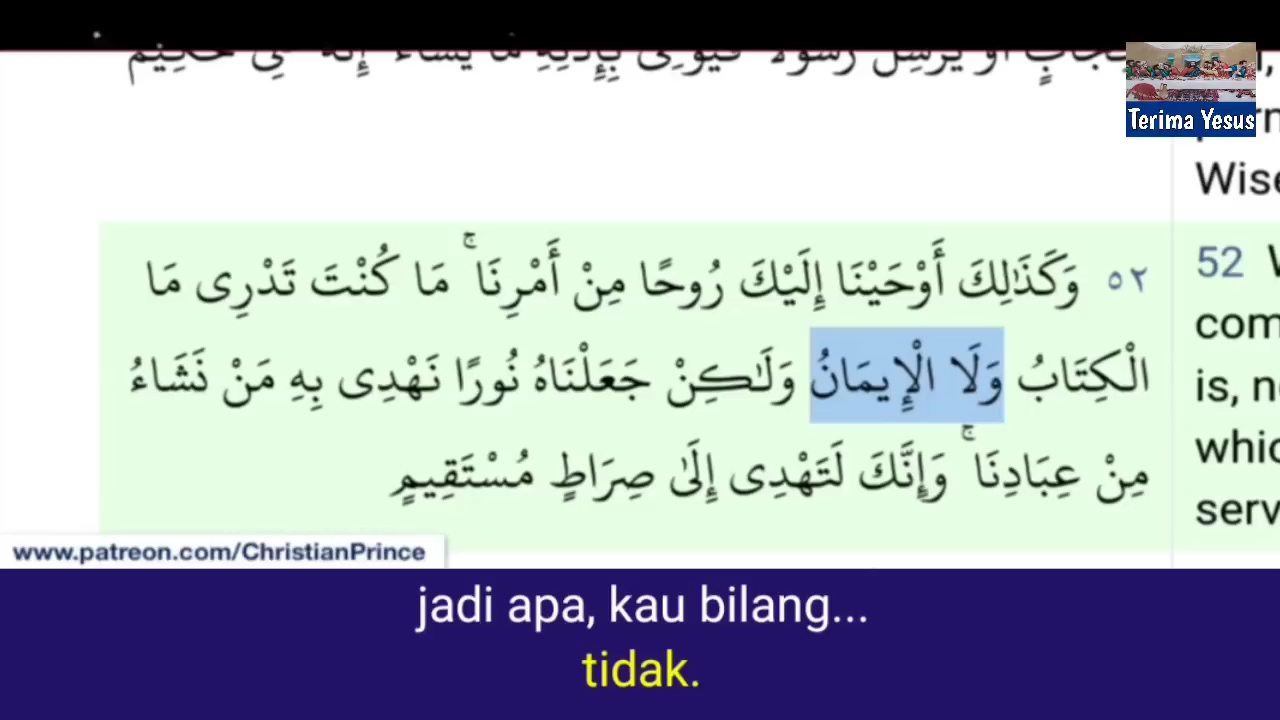 Terima Yesus
Wise
٥٢ وَكَذَٰلِكَ أَوْحَيْنَا إِلَيْكَ رُوحًا مِنْ أَمْرِنَا ۚ مَا كُنْتَ تَدْرِى مَا
الْكِتَابُ وَلَا الْإِيمَانُ وَلَٰكِنْ جَعَلْنَاهُ نُورًا نَهْدِى بِهِ مَنْ نَشَاءُ
مِنْ عِبَادِنَا ۚ وَإِنَّكَ لَتَهْدِى إِلَىٰ صِرَاطٍ مُسْتَقِيمٍ
52
com
is, n
whic
serv
www.patreon.com/ChristianPrince
jadi apa, kau bilang...
tidak.